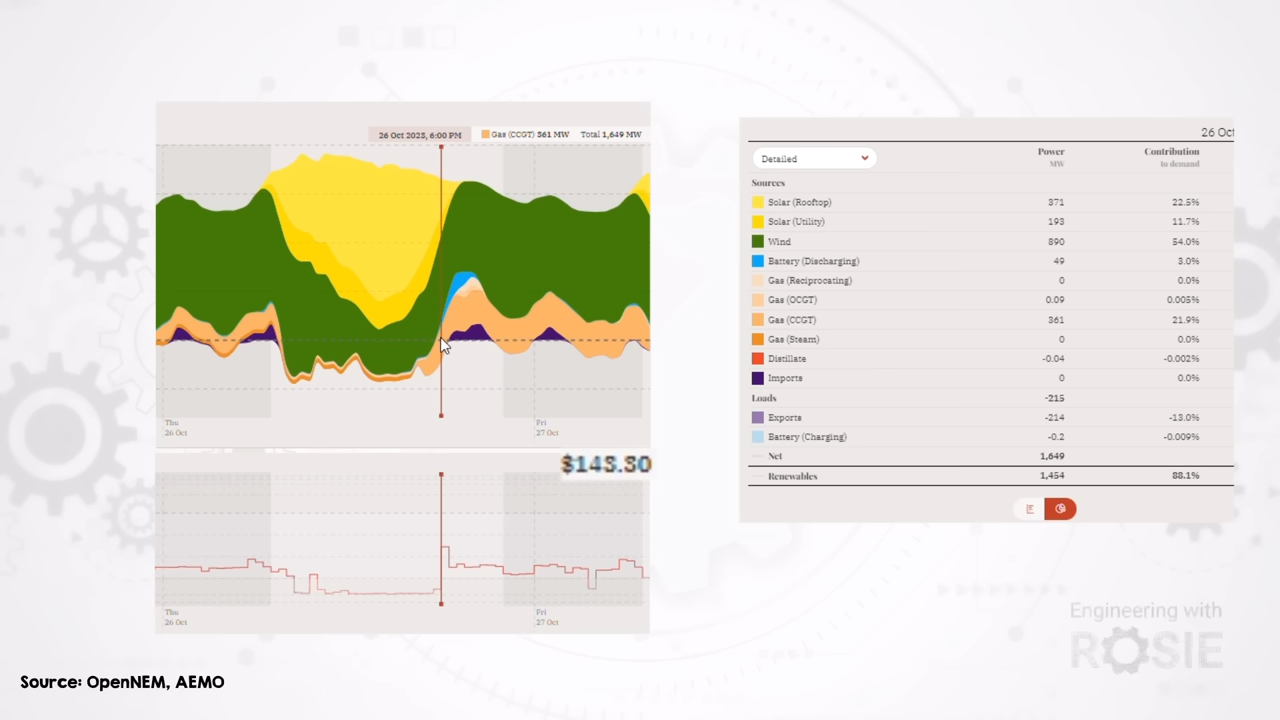 26 Oct 2023, 6:00 PM Gas (CCGT) 361 MW Total 1,649 MW
Thu
26 Oct
Fri
27 Oct
$143.30
Thu
26 Oct
Fri
27 Oct
26 Oct
Detailed
Power
MW
Contribution
to demand
Sources
Solar (Rooftop) 371 22.5%
Solar (Utility) 193 11.7%
Wind 890 54.0%
Battery (Discharging) 49 3.0%
Gas (Reciprocating) 0 0.0%
Gas (OCGT) 0.09 0.005%
Gas (CCGT) 361 21.9%
Gas (Steam) 0 0.0%
Distillate -0.04 -0.002%
Imports 0 0.0%
Loads -215
Exports -214 -13.0%
Battery (Charging) -0.2 -0.009%
Net 1,649
Renewables 1,454 88.1%
Engineering with
ROSIE
Source: OpenNEM, AEMO